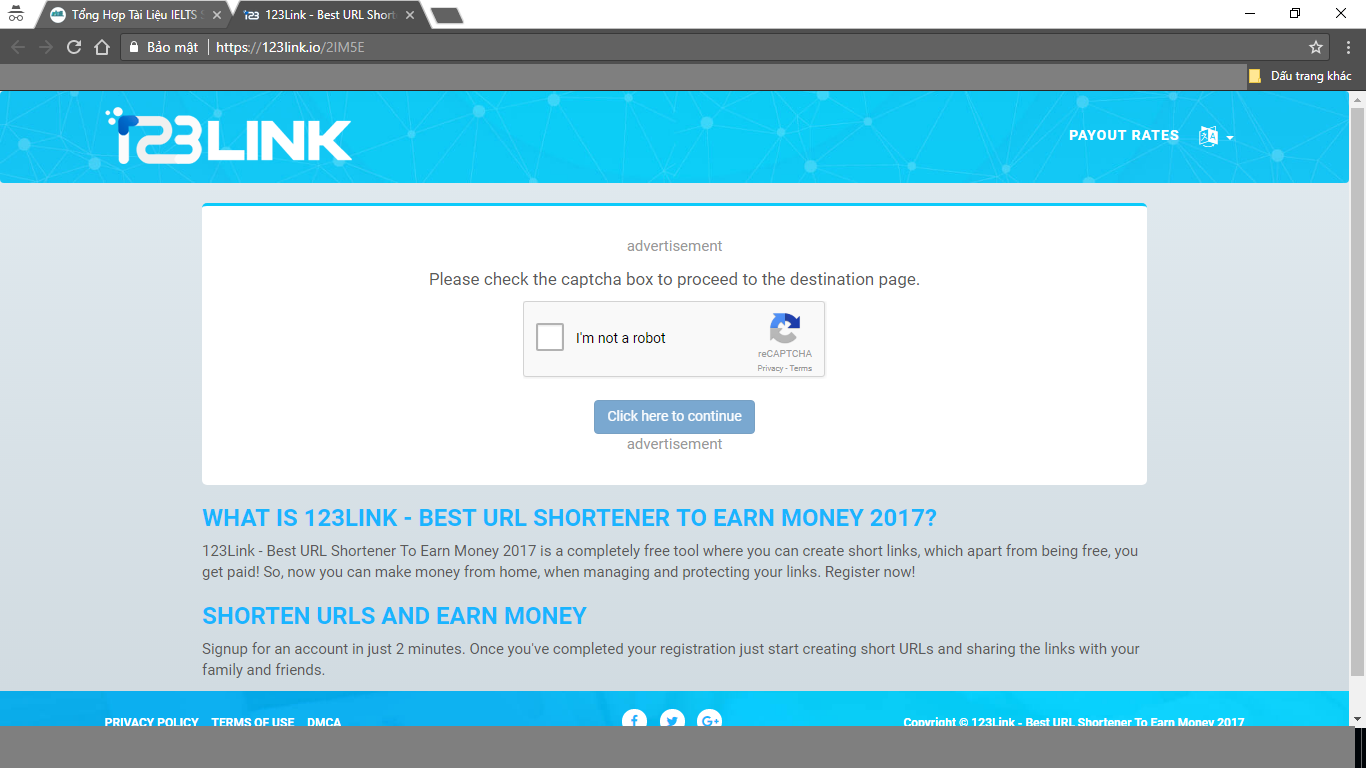 Tổng Hợp Tài Liệu IELTS
123Link - Best URL Short
Bảo mật
https://123link.io/2IM5E
Dấu trang khác
123LINK
PAYOUT RATES
advertisement
Please check the captcha box to proceed to the destination page.
I'm not a robot
reCAPTCHA
Privacy - Terms
Click here to continue
advertisement
WHAT IS 123LINK - BEST URL SHORTENER TO EARN MONEY 2017?
123Link - Best URL Shortener To Earn Money 2017 is a completely free tool where you can create short links, which apart from being free, you
get paid! So, now you can make money from home, when managing and protecting your links. Register now!
SHORTEN URLS AND EARN MONEY
Signup for an account in just 2 minutes. Once you've completed your registration just start creating short URLs and sharing the links with your
family and friends.
PRIVACY POLICY TERMS OF USE DMCA
Copyright © 123Link - Best URL Shortener To Earn Money 2017